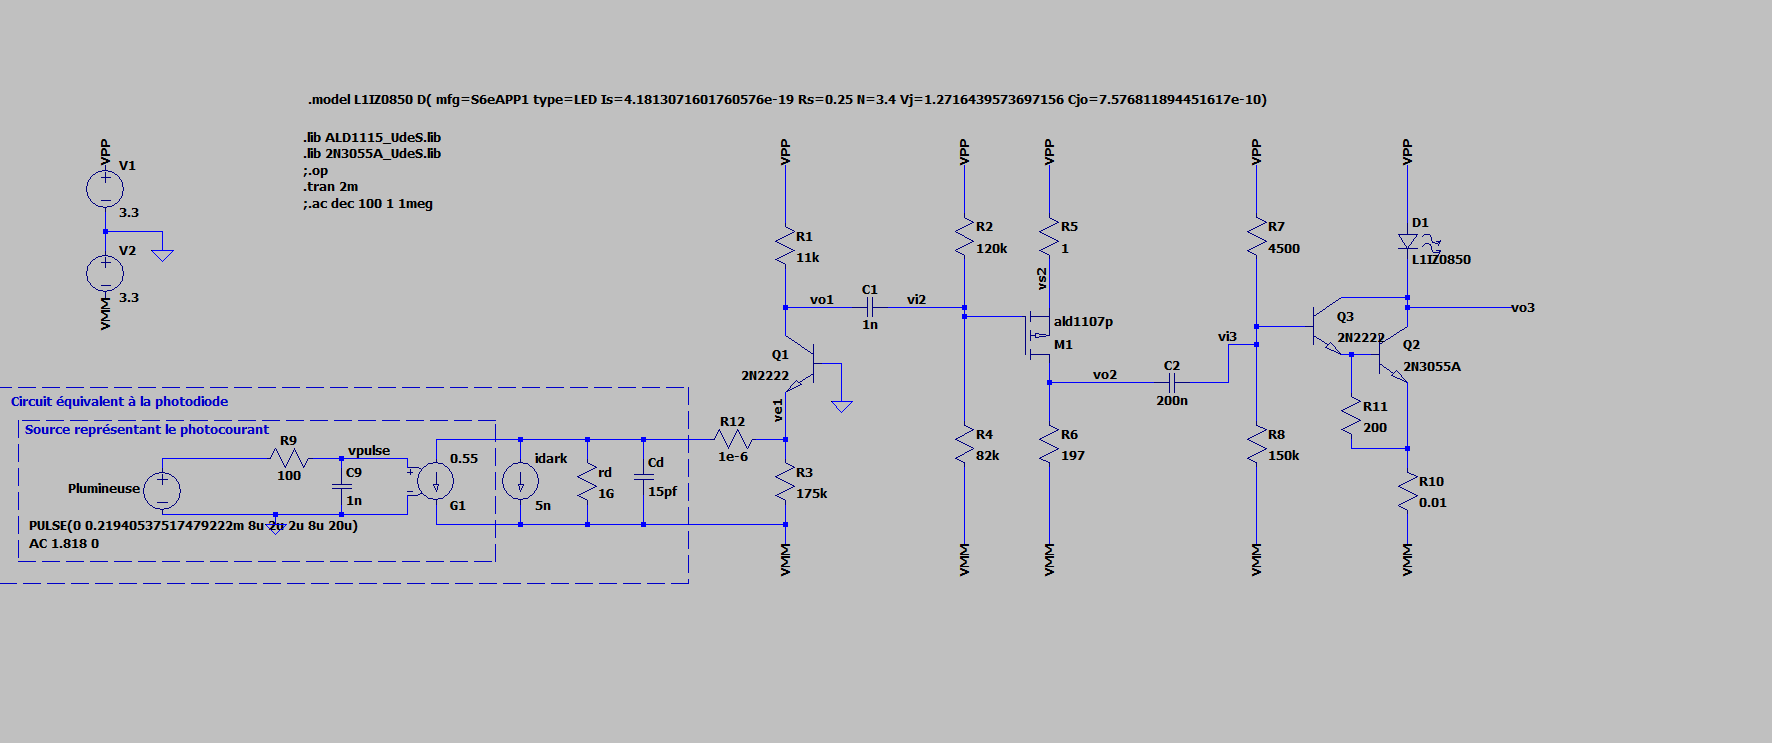 .model L1IZ0850 D( mfg=S6eAPP1 type=LED Is=4.1813071601760576e-19 Rs=0.25 N=3.4 Vj=1.2716439573697156 Cjo=7.576811894451617e-10)
.lib ALD1115_UdeS.lib
.lib 2N3055A_UdeS.lib
;.op
.tran 2m
;.ac dec 100 1 1meg
VPP
V1
3.3
V2
3.3
VMM
VPP
R1
11k
vo1
C1
1n
vi2
Q1
2N2222
ve1
R12
1e-6
R3
175k
VMM
VPP
R2
120k
R4
82k
VMM
VPP
R5
1
vs2
ald1107p
M1
vo2
R6
197
VMM
C2
200n
vi3
VPP
R7
4500
R8
150k
VMM
VPP
D1
L1IZ0850
vo3
Q3
2N2222
Q2
2N3055A
R11
200
R10
0.01
VMM
Circuit équivalent à la photodiode
Source représentant le photocourant
R9
100
vpulse
C9
1n
Plumineuse
PULSE(0 0.21940537517479222m 8u 2u 2u 8u 20u)
AC 1.818 0
0.55
G1
idark
5n
rd
1G
Cd
15pf